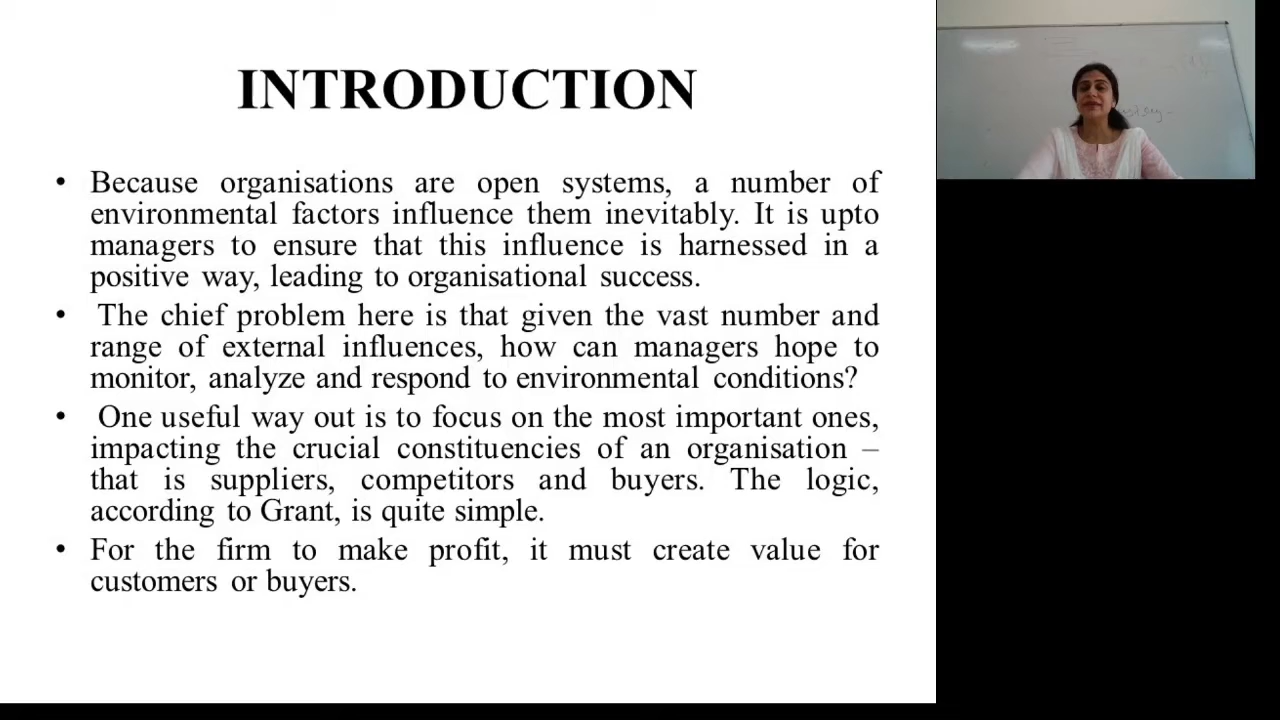 INTRODUCTION
• Because organisations are open systems, a number of
environmental factors influence them inevitably. It is upto
managers to ensure that this influence is harnessed in a
positive way, leading to organisational success.
• The chief problem here is that given the vast number and
range of external influences, how can managers hope to
monitor, analyze and respond to environmental conditions?
• One useful way out is to focus on the most important ones,
impacting the crucial constituencies of an organisation –
that is suppliers, competitors and buyers. The logic,
according to Grant, is quite simple.
• For the firm to make profit, it must create value for
customers or buyers.